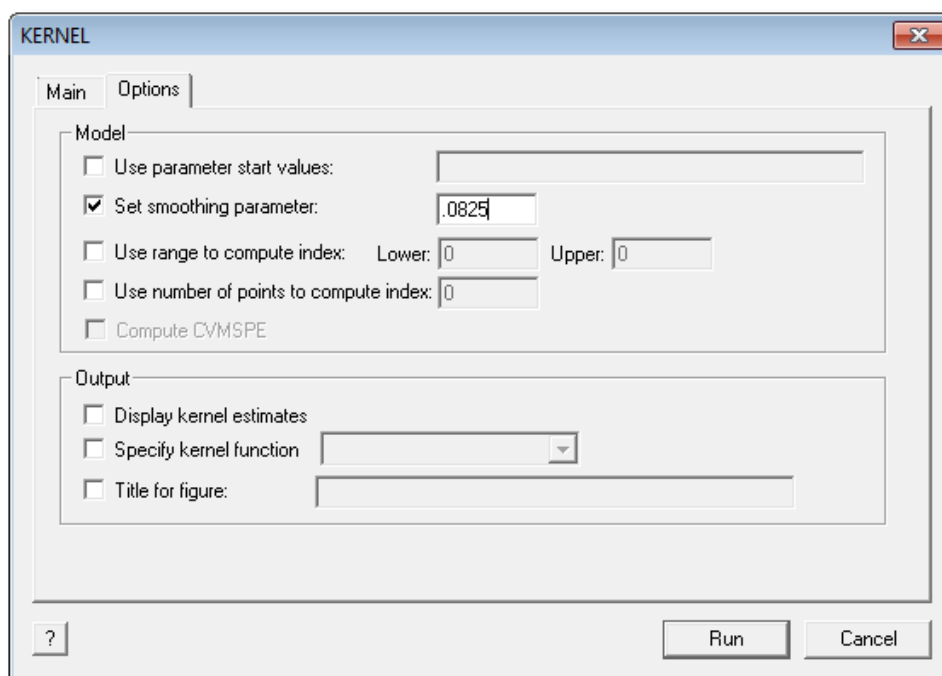 KERNEL
Main Options
Model
Use parameter start values:
Set smoothing parameter: .0825
Use range to compute index: Lower: 0 Upper: 0
Use number of points to compute index: 0
Compute CVMSPE
Output
Display kernel estimates
Specify kernel function
Title for figure:
? Run Cancel